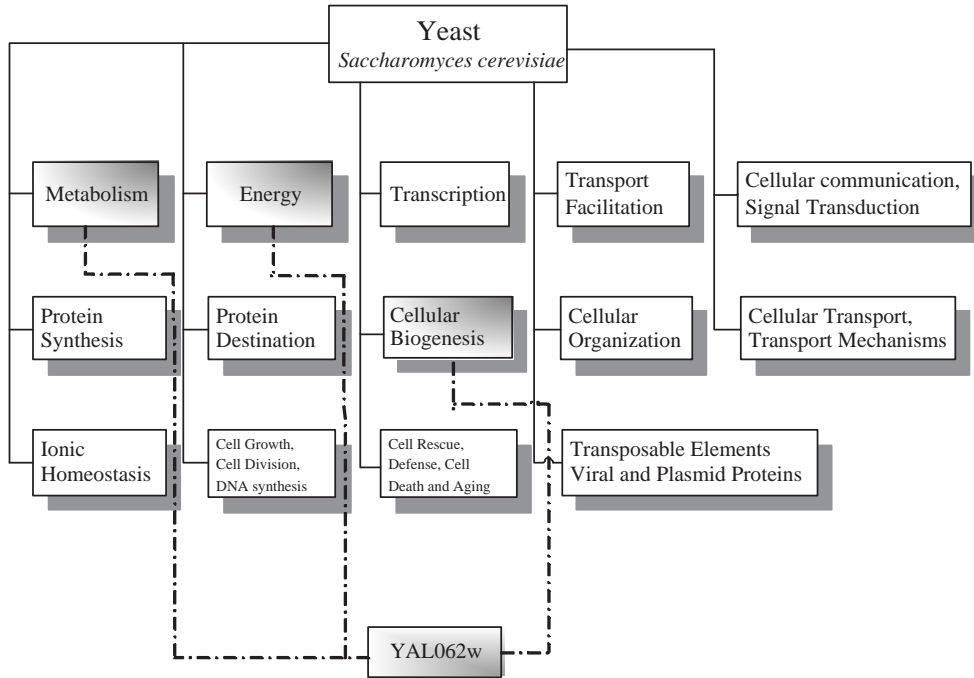 Yeast
Saccharomyces cerevisiae
Metabolism
Energy
Transcription
Transport
Facilitation
Cellular communication,
Signal Transduction
Protein
Synthesis
Protein
Destination
Cellular
Biogenesis
Cellular
Organization
Cellular Transport,
Transport Mechanisms
Ionic
Homeostasis
Cell Growth,
Cell Division,
DNA synthesis
Cell Rescue,
Defense, Cell
Death and Aging
Transposable Elements
Viral and Plasmid Proteins
YAL062w